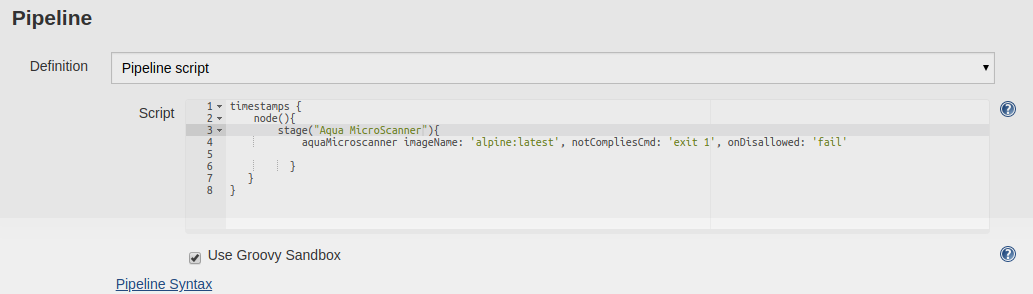 Pipeline
Definition Pipeline script
Script
1 timestamps {
2 node(){
3 stage("Aqua MicroScanner"){
4 aquaMicroscanner imageName: 'alpine:latest', notCompliesCmd: 'exit 1', onDisallowed: 'fail'
5
6 }
7 }
8 }
Use Groovy Sandbox
Pipeline Syntax